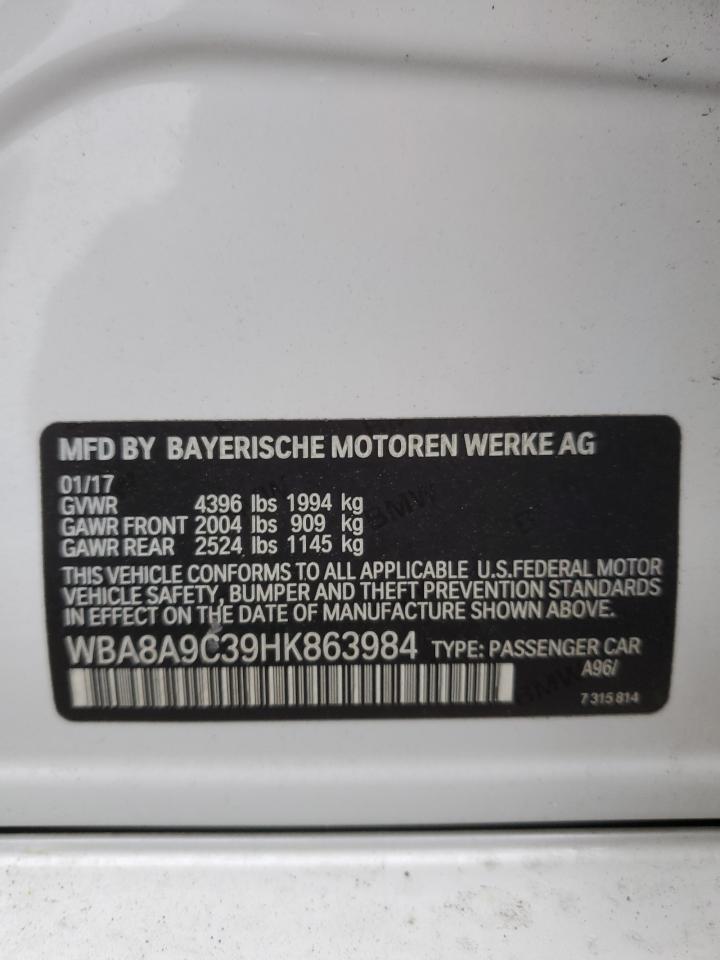 MFD BY BAYERISCHE MOTOREN WERKE AG
01/17
GVWR 4396 lbs 1994 kg
GAWR FRONT 2004 lbs 909 kg
GAWR REAR 2524 lbs 1145 kg
THIS VEHICLE CONFORMS TO ALL APPLICABLE U.S.FEDERAL MOTOR
VEHICLE SAFETY, BUMPER AND THEFT PREVENTION STANDARDS
IN EFFECT ON THE DATE OF MANUFACTURE SHOWN ABOVE.
WBA8A9C39HK863984 TYPE: PASSENGER CAR
A96/
7 315 814
BMW
BMW